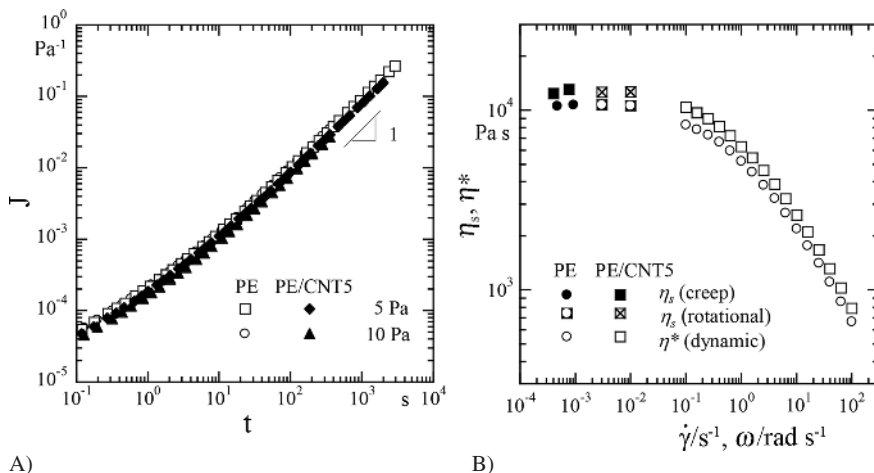 10⁰
Pa⁻¹
10⁻¹
10⁻²
10⁻³
10⁻⁴
10⁻⁵
J
1
PE PE/CNT5
5 Pa
10 Pa
10⁻¹ 10⁰ 10¹ 10² 10³ s 10⁴
t
A)
10⁴
Pa s
10³
ηs, η*
PE PE/CNT5
ηs (creep)
ηs (rotational)
η* (dynamic)
10⁻⁴ 10⁻³ 10⁻² 10⁻¹ 10⁰ 10¹ 10²
γ̇/s⁻¹, ω/rad s⁻¹
B)